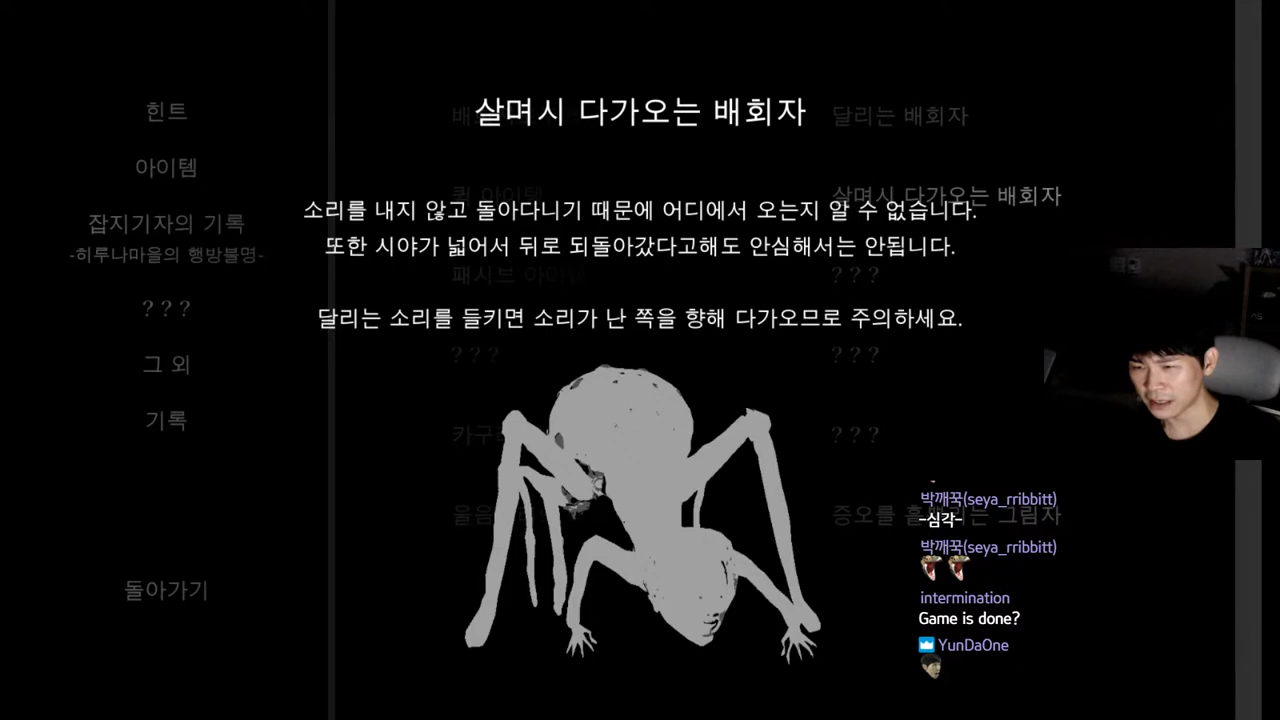 살며시 다가오는 배회자
소리를 내지 않고 돌아다니기 때문에 어디에서 오는지 알 수 없습니다.
또한 시야가 넓어서 뒤로 되돌아갔다고해도 안심해서는 안됩니다.
달리는 소리를 들키면 소리가 난 쪽을 향해 다가오므로 주의하세요.
힌트
아이템
잡지기자의 기록
-히루나마을의 행방불명-
? ? ?
그 외
기록
돌아가기
패시브
? ? ?
달리는 배회자
살며시 다가오는 배회자
? ? ?
? ? ?
? ? ?
그림자
박깨꾹(seya_rribbitt)
-심각-
박깨꾹(seya_rribbitt)
intermination
Game is done?
YunDaOne